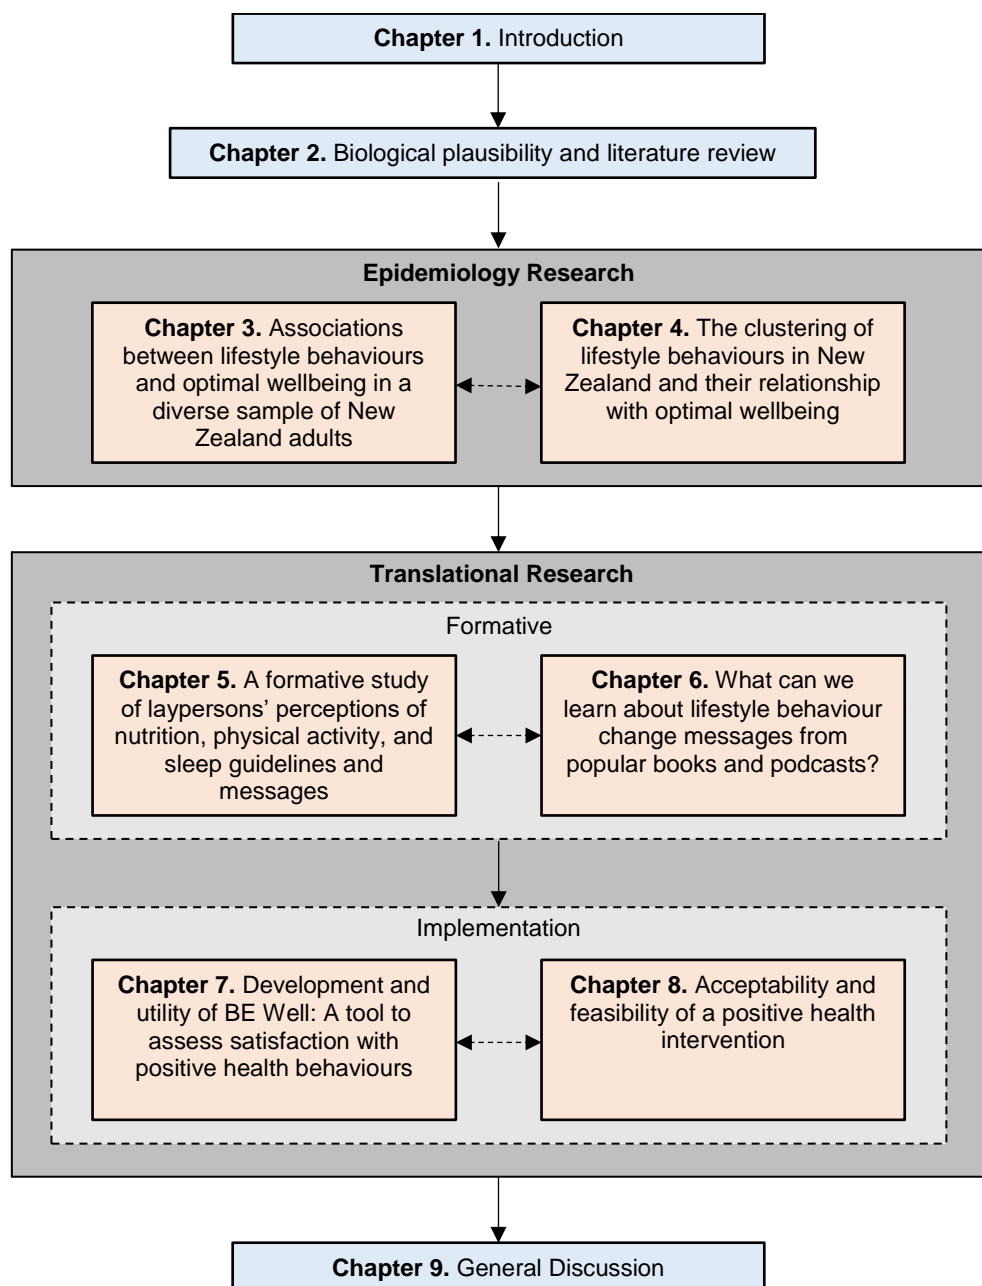 Chapter 1. Introduction
Chapter 2. Biological plausibility and literature review
Epidemiology Research
Chapter 3. Associations
between lifestyle behaviours
and optimal wellbeing in a
diverse sample of New
Zealand adults
Chapter 4. The clustering of
lifestyle behaviours in New
Zealand and their relationship
with optimal wellbeing
Translational Research
Formative
Chapter 5. A formative study
of laypersons’ perceptions of
nutrition, physical activity, and
sleep guidelines and
messages
Chapter 6. What can we
learn about lifestyle behaviour
change messages from
popular books and podcasts?
Implementation
Chapter 7. Development and
utility of BE Well: A tool to
assess satisfaction with
positive health behaviours
Chapter 8. Acceptability and
feasibility of a positive health
intervention
Chapter 9. General Discussion